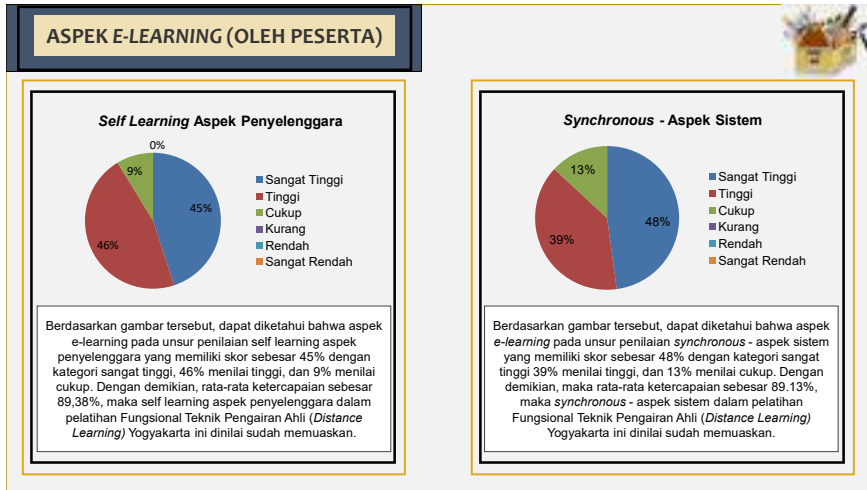 ASPEK E-LEARNING (OLEH PESERTA)
Self Learning Aspek Penyelenggara
0%
9%
45%
46%
Sangat Tinggi
Tinggi
Cukup
Kurang
Rendah
Sangat Rendah
Berdasarkan gambar tersebut, dapat diketahui bahwa aspek
e-learning pada unsur penilaian self learning aspek
penyelenggara yang memiliki skor sebesar 45% dengan
kategori sangat tinggi, 46% menilai tinggi, dan 9% menilai
cukup. Dengan demikian, rata-rata ketercapaian sebesar
89,38%, maka self learning aspek penyelenggara dalam
pelatihan Fungsional Teknik Pengairan Ahli (Distance
Learning) Yogyakarta ini dinilai sudah memuaskan.
Synchronous - Aspek Sistem
13%
48%
39%
Sangat Tinggi
Tinggi
Cukup
Kurang
Rendah
Sangat Rendah
Berdasarkan gambar tersebut, dapat diketahui bahwa aspek
e-learning pada unsur penilaian synchronous - aspek sistem
yang memiliki skor sebesar 48% dengan kategori sangat
tinggi 39% menilai tinggi, dan 13% menilai cukup. Dengan
demikian, maka rata-rata ketercapaian sebesar 89.13%,
maka synchronous - aspek sistem dalam pelatihan
Fungsional Teknik Pengairan Ahli (Distance Learning)
Yogyakarta ini dinilai sudah memuaskan.